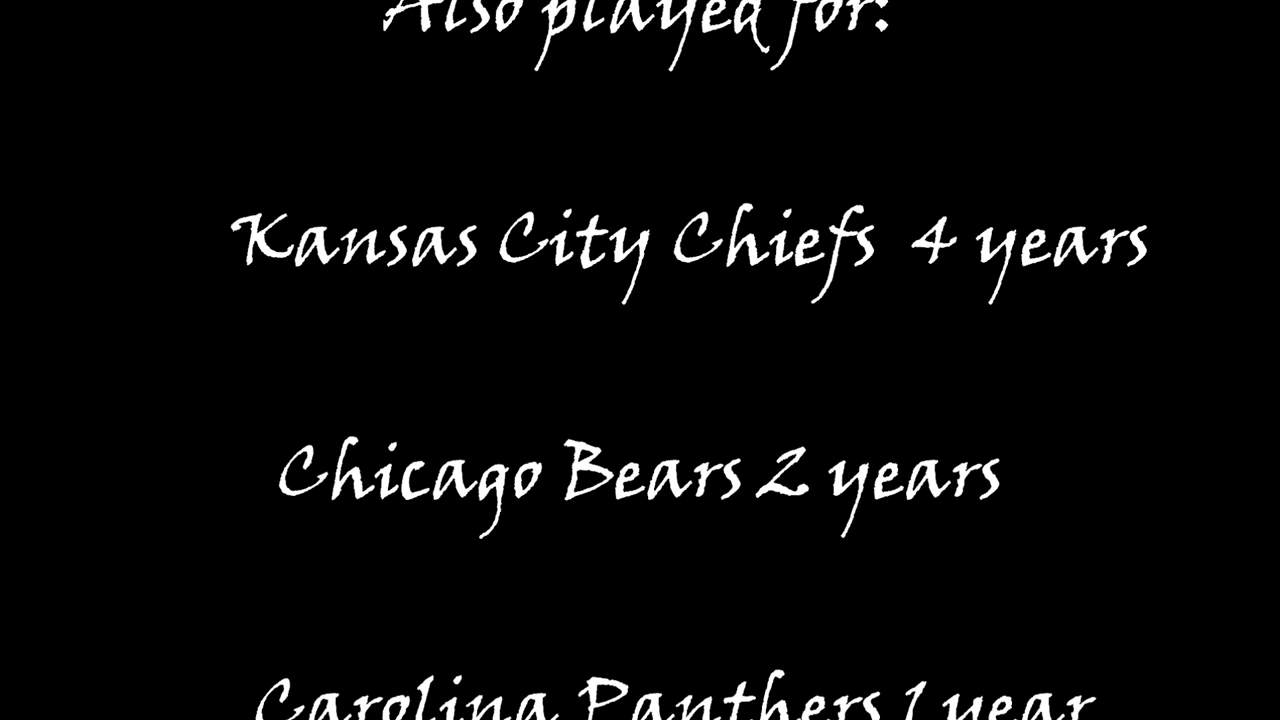 Also played for:
Kansas City Chiefs 4 years
Chicago Bears 2 years
Carolina Panthers 1 year